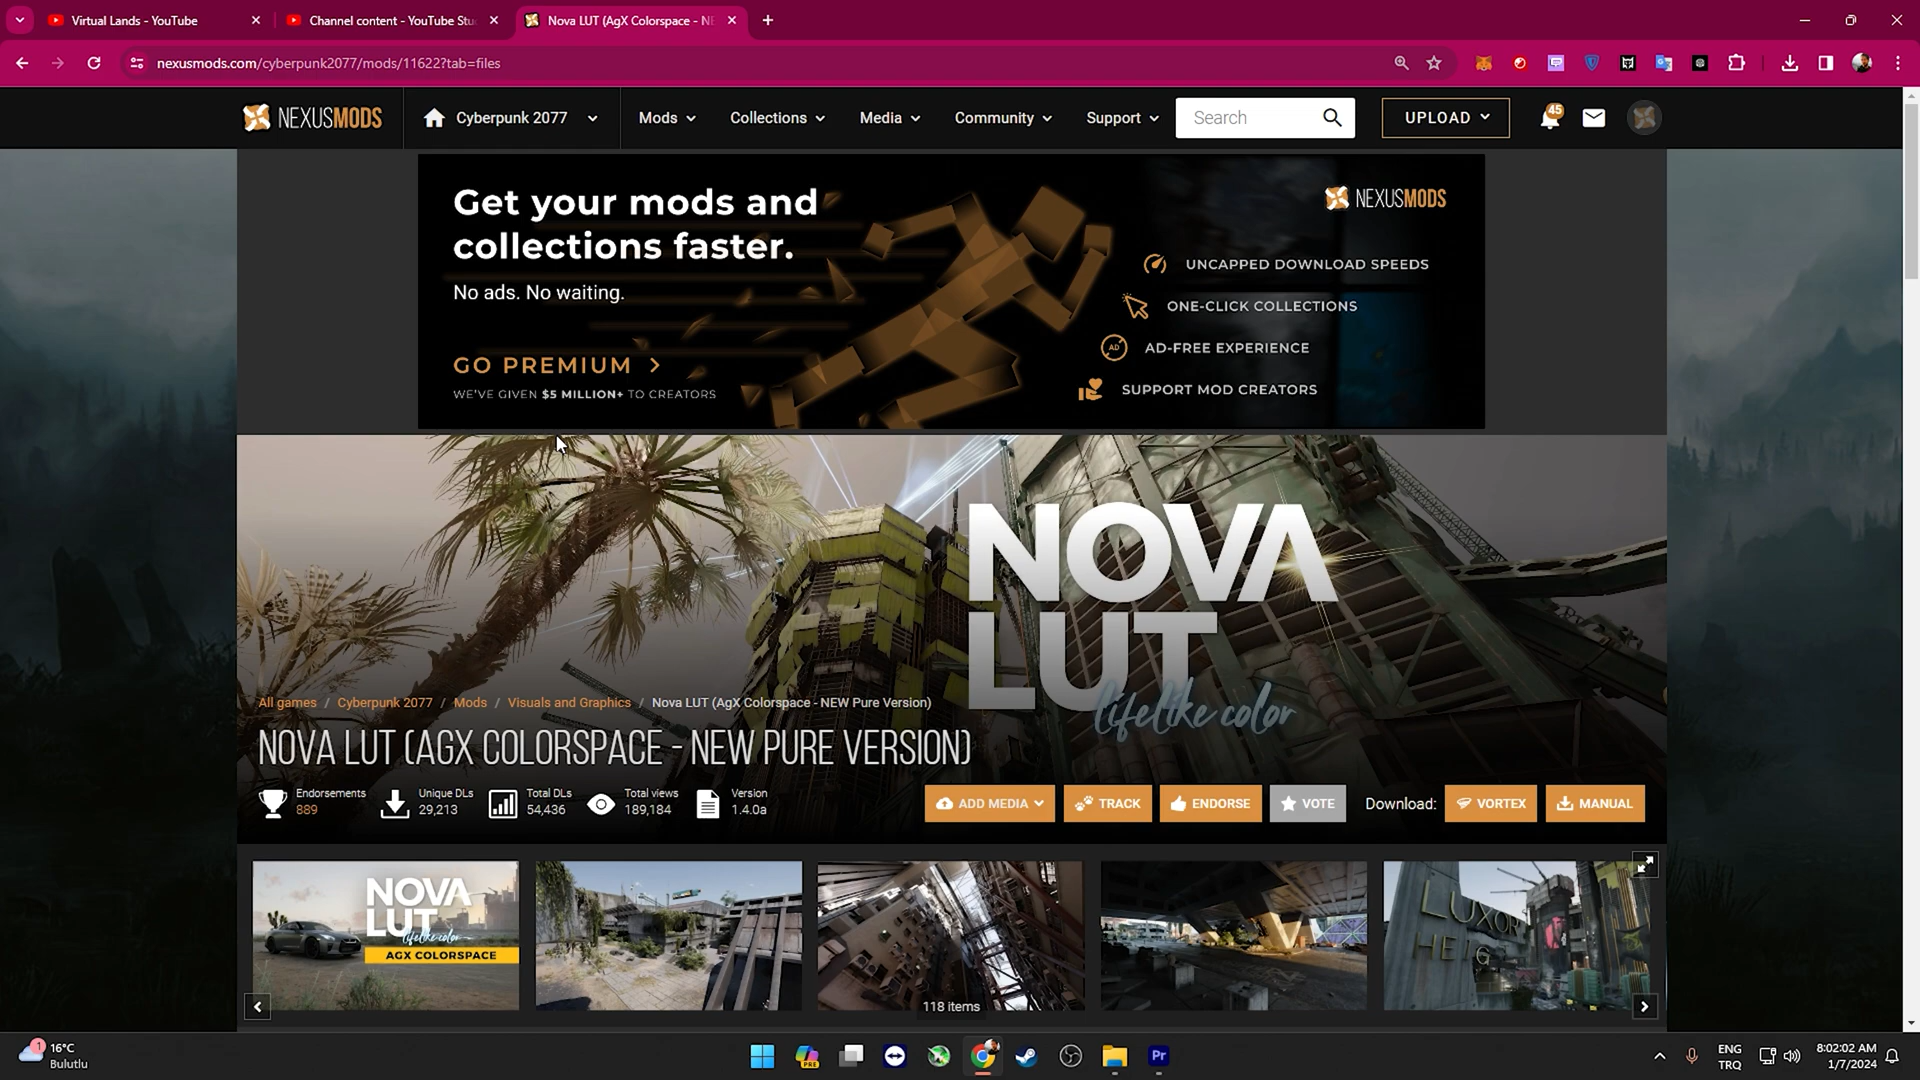 Virtual Lands - YouTube
Channel content - YouTube Stu
Nova LUT (AgX Colorspace - NE
nexusmods.com/cyberpunk2077/mods/11622?tab=files
NEXUSMODS
Cyberpunk 2077
Mods
Collections
Media
Community
Support
Search
UPLOAD
45
Get your mods and
collections faster.
No ads. No waiting.
GO PREMIUM
WE'VE GIVEN $5 MILLION+ TO CREATORS
NEXUSMODS
UNCAPPED DOWNLOAD SPEEDS
ONE-CLICK COLLECTIONS
AD
AD-FREE EXPERIENCE
SUPPORT MOD CREATORS
NOVA
LUT
lifelike color
All games / Cyberpunk 2077 / Mods / Visuals and Graphics / Nova LUT (AgX Colorspace - NEW Pure Version)
NOVA LUT (AGX COLORSPACE - NEW PURE VERSION)
Endorsements
889
Unique DLs
29,213
Total DLs
54,436
Total views
189,184
Version
1.4.0a
ADD MEDIA
TRACK
ENDORSE
VOTE
Download:
VORTEX
MANUAL
NOVA
LUT
lifelike color
AGX COLORSPACE
118 items
LUXOR
HEIG
1
16°C
Bulutlu
PRE
Pr
ENG
TRQ
8:02:02 AM
1/7/2024